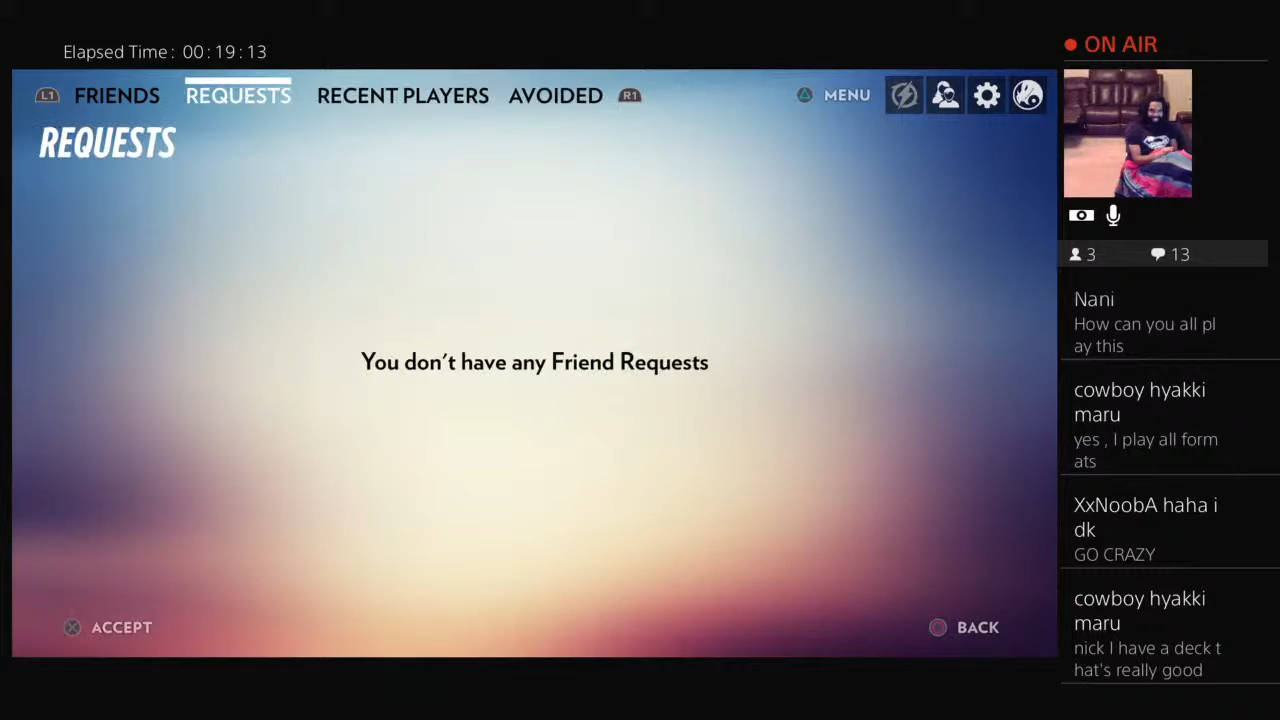 Elapsed Time: 00:19:13
ON AIR
L1 FRIENDS REQUESTS RECENT PLAYERS AVOIDED R1 MENU
REQUESTS
You don't have any Friend Requests
ACCEPT BACK
3 13
Nani
How can you all pl
ay this
cowboy hyakki
maru
yes , I play all form
ats
XxNoobA haha i
dk
GO CRAZY
cowboy hyakki
maru
nick I have a deck t
hat's really good